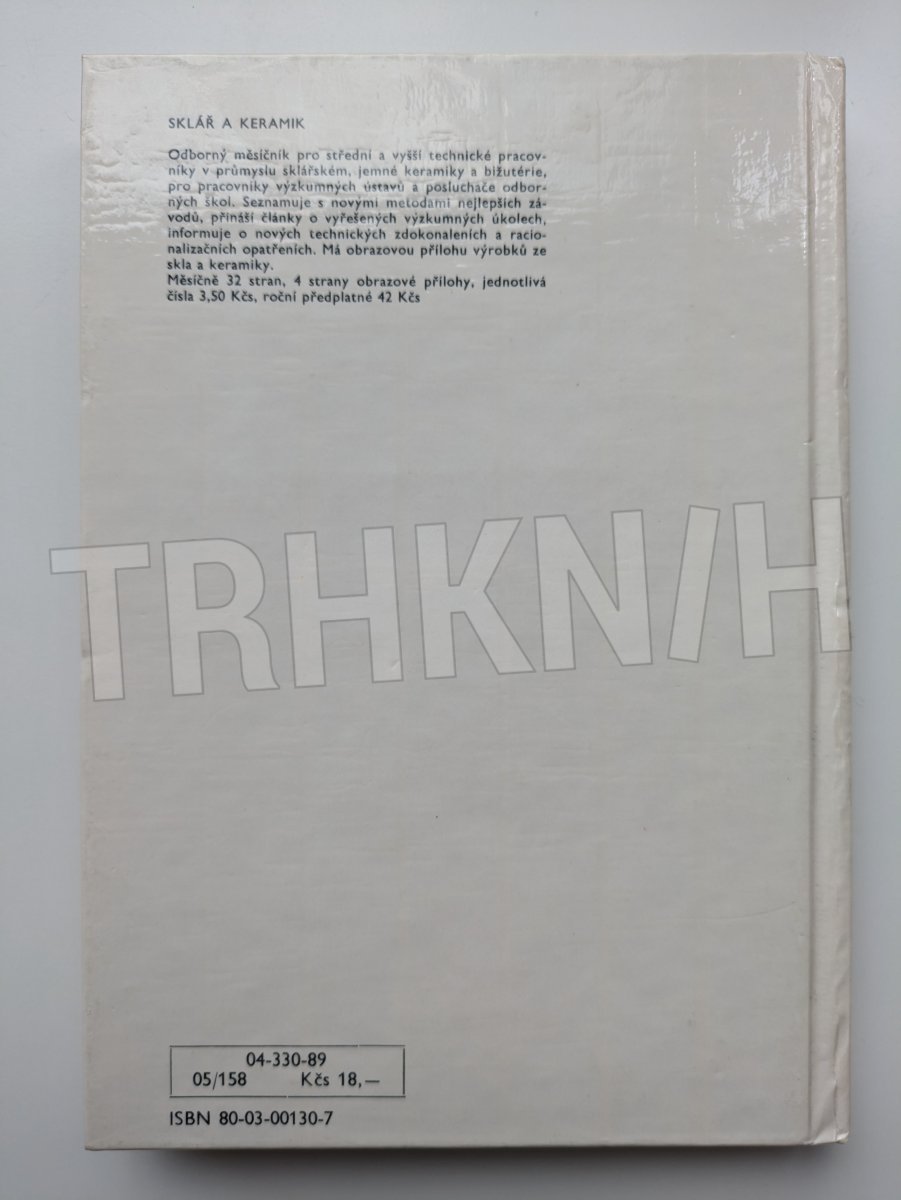 SKLÁŘ A KERAMIK
Odborný měsíčník pro střední a vyšší technické pracov-
níky v průmyslu sklářském, jemné keramiky a bižutérie,
pro pracovníky výzkumných ústavů a posluchače odbor-
ných škol. Seznamuje s novými metodami nejlepších zá-
vodů, přináší články o vyřešených výzkumných úkolech,
informuje o nových technických zdokonaleních a racio-
nalizačních opatřeních. Má obrazovou přílohu výrobků ze
skla a keramiky.
Měsíčně 32 stran, 4 strany obrazové přílohy, jednotlivá
čísla 3,50 Kčs, roční předplatné 42 Kčs
TRHKN/H
04-330-89
05/158 Kčs 18,—
ISBN 80-03-00130-7